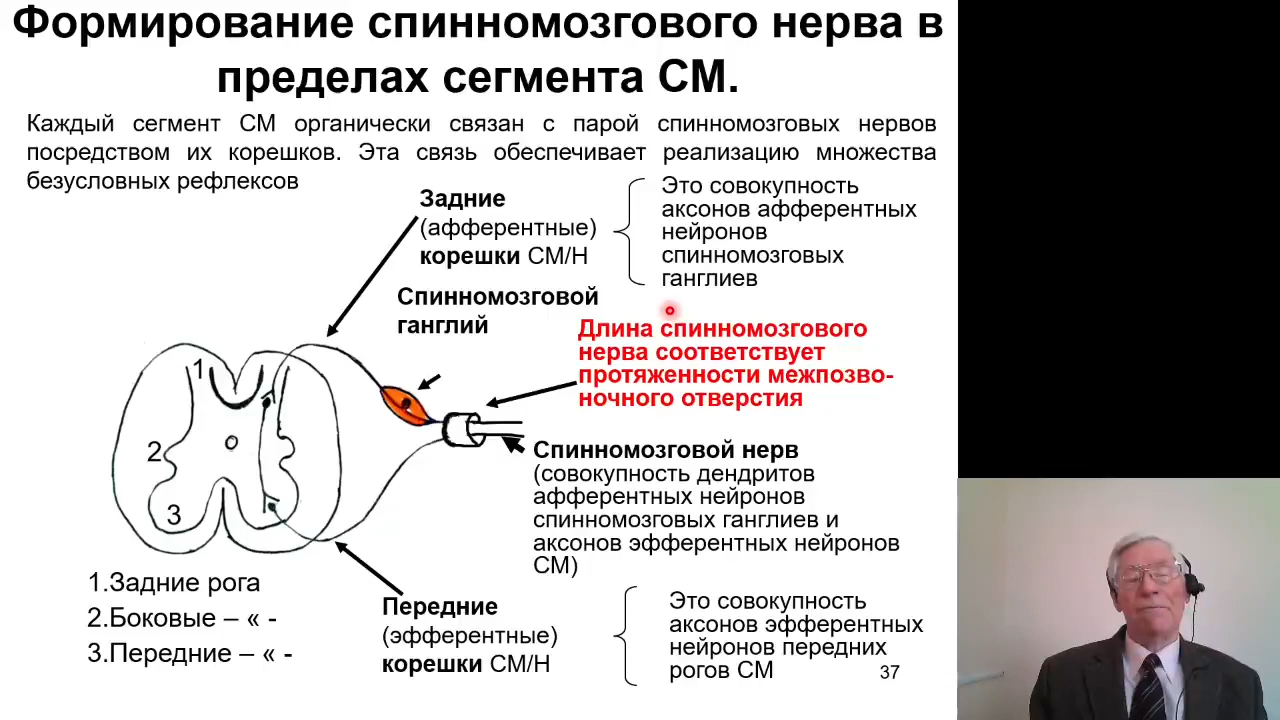 Формирование спинномозгового нерва в
пределах сегмента СМ.
Каждый сегмент СМ органически связан с парой спинномозговых нервов
посредством их корешков. Эта связь обеспечивает реализацию множества
безусловных рефлексов
Задние
(афферентные)
корешки СМ/Н
Это совокупность
аксонов афферентных
нейронов
спинномозговых
ганглиев
Спинномозговой
ганглий
Длина спинномозгового
нерва соответствует
протяженности межпозво-
ночного отверстия
1
2
3
Спинномозговой нерв
(совокупность дендритов
афферентных нейронов
спинномозговых ганглиев и
аксонов эфферентных нейронов
СМ)
1.Задние рога
2.Боковые – « -
3.Передние – « -
Передние
(эфферентные)
корешки СМ/Н
Это совокупность
аксонов эфферентных
нейронов передних
рогов СМ
37